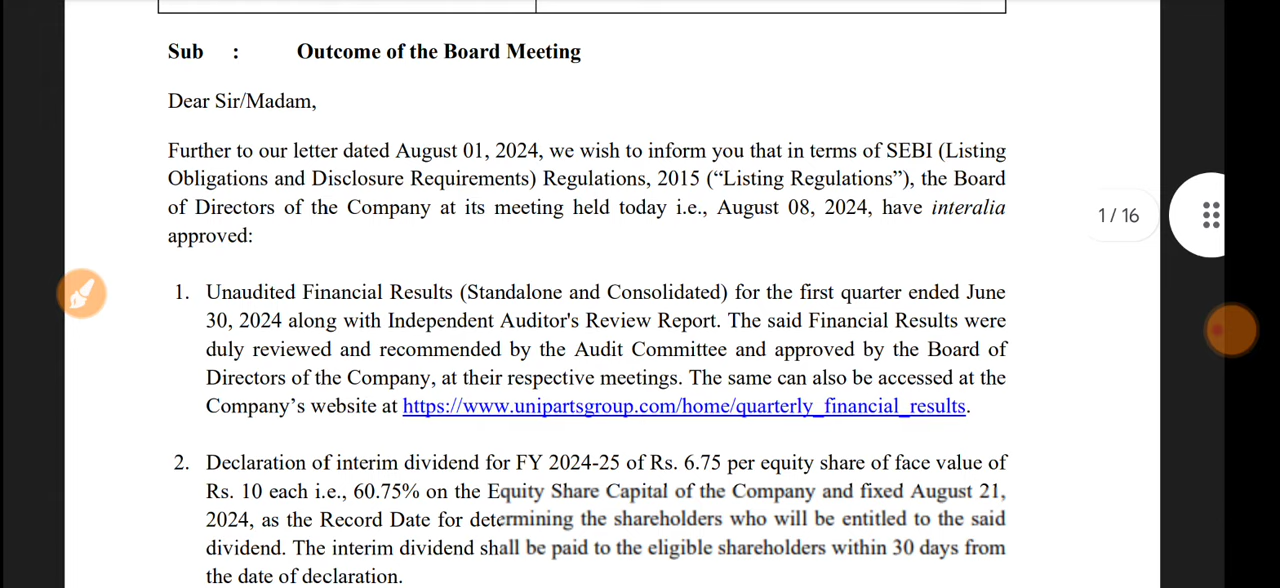 Sub : Outcome of the Board Meeting
Dear Sir/Madam,
Further to our letter dated August 01, 2024, we wish to inform you that in terms of SEBI (Listing
Obligations and Disclosure Requirements) Regulations, 2015 (“Listing Regulations”), the Board
of Directors of the Company at its meeting held today i.e., August 08, 2024, have interalia
approved:
1. Unaudited Financial Results (Standalone and Consolidated) for the first quarter ended June
30, 2024 along with Independent Auditor's Review Report. The said Financial Results were
duly reviewed and recommended by the Audit Committee and approved by the Board of
Directors of the Company, at their respective meetings. The same can also be accessed at the
Company’s website at https://www.unipartsgroup.com/home/quarterly_financial_results.
2. Declaration of interim dividend for FY 2024-25 of Rs. 6.75 per equity share of face value of
Rs. 10 each i.e., 60.75% on the Equity Share Capital of the Company and fixed August 21,
2024, as the Record Date for determining the shareholders who will be entitled to the said
dividend. The interim dividend shall be paid to the eligible shareholders within 30 days from
the date of declaration.
1 / 16